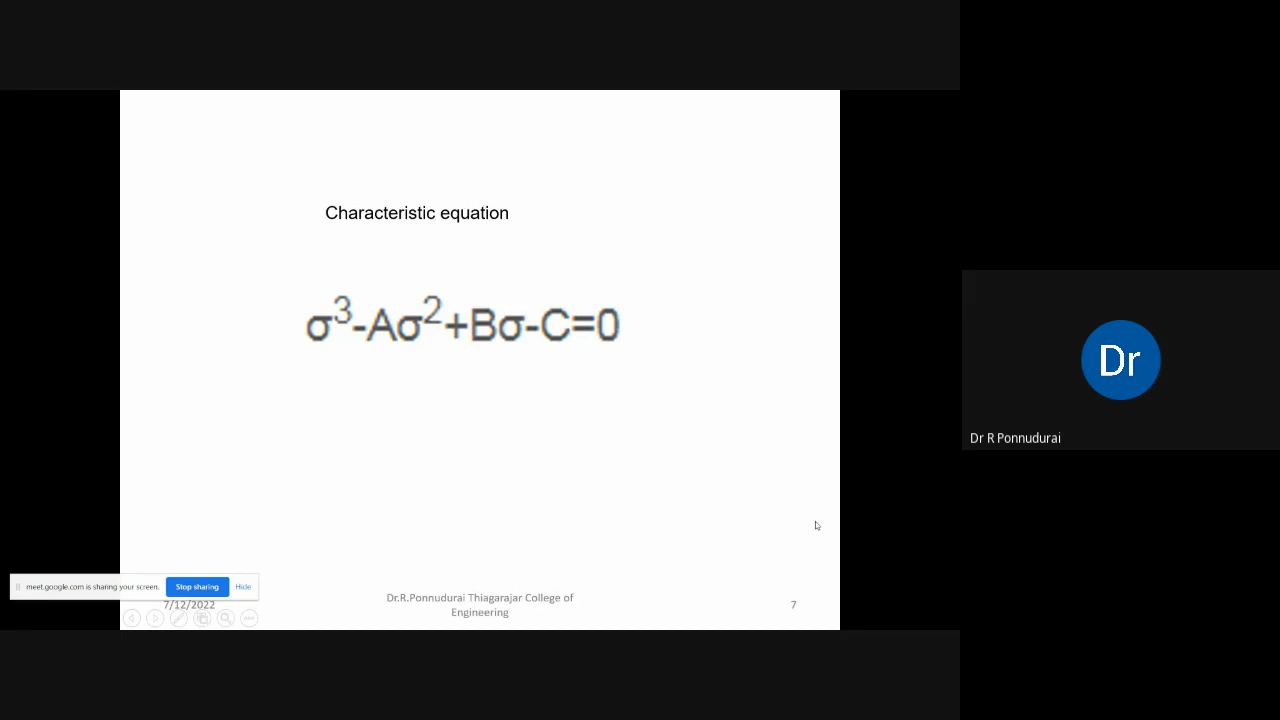 Characteristic equation
σ³-Aσ²+Bσ-C=0
Dr
Dr R Ponnudurai
meet.google.com is sharing your screen.
Stop sharing
Hide
7/12/2022
Dr.R.Ponnudurai Thiagarajar College of
Engineering
7